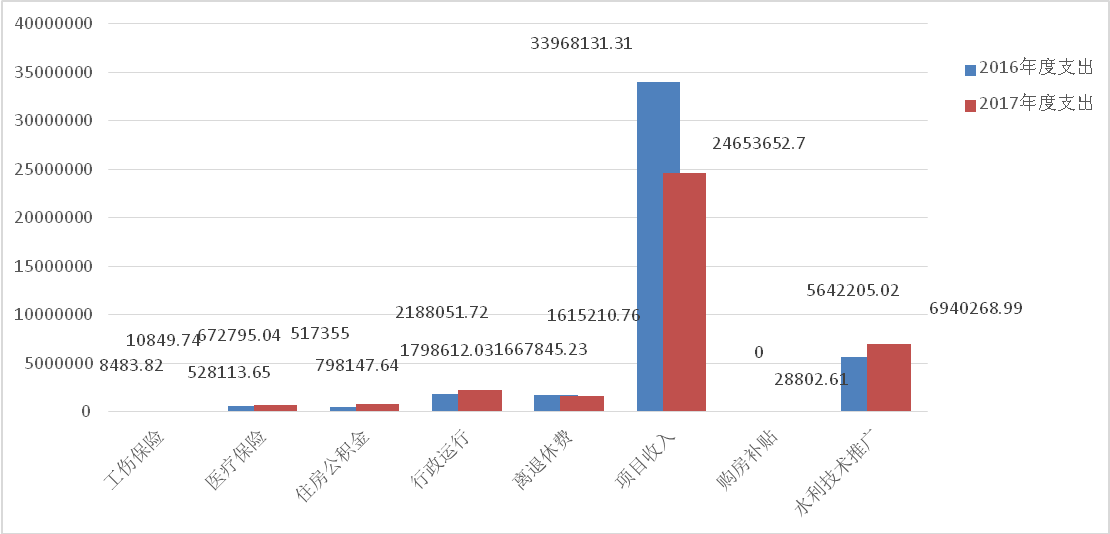 40000000
35000000
30000000
25000000
20000000
15000000
10000000
5000000
0
33968131.31
24653652.7
5642205.02
6940268.99
2188051.72
1615210.76
10849.74
672795.04
517355
1798612.03
1667845.23
0
8483.82
528113.65
798147.64
28802.61
工伤保险
医疗保险
住房公积金
行政运行
离退休费
项目收入
购房补贴
水利技术推广
2016年度支出
2017年度支出